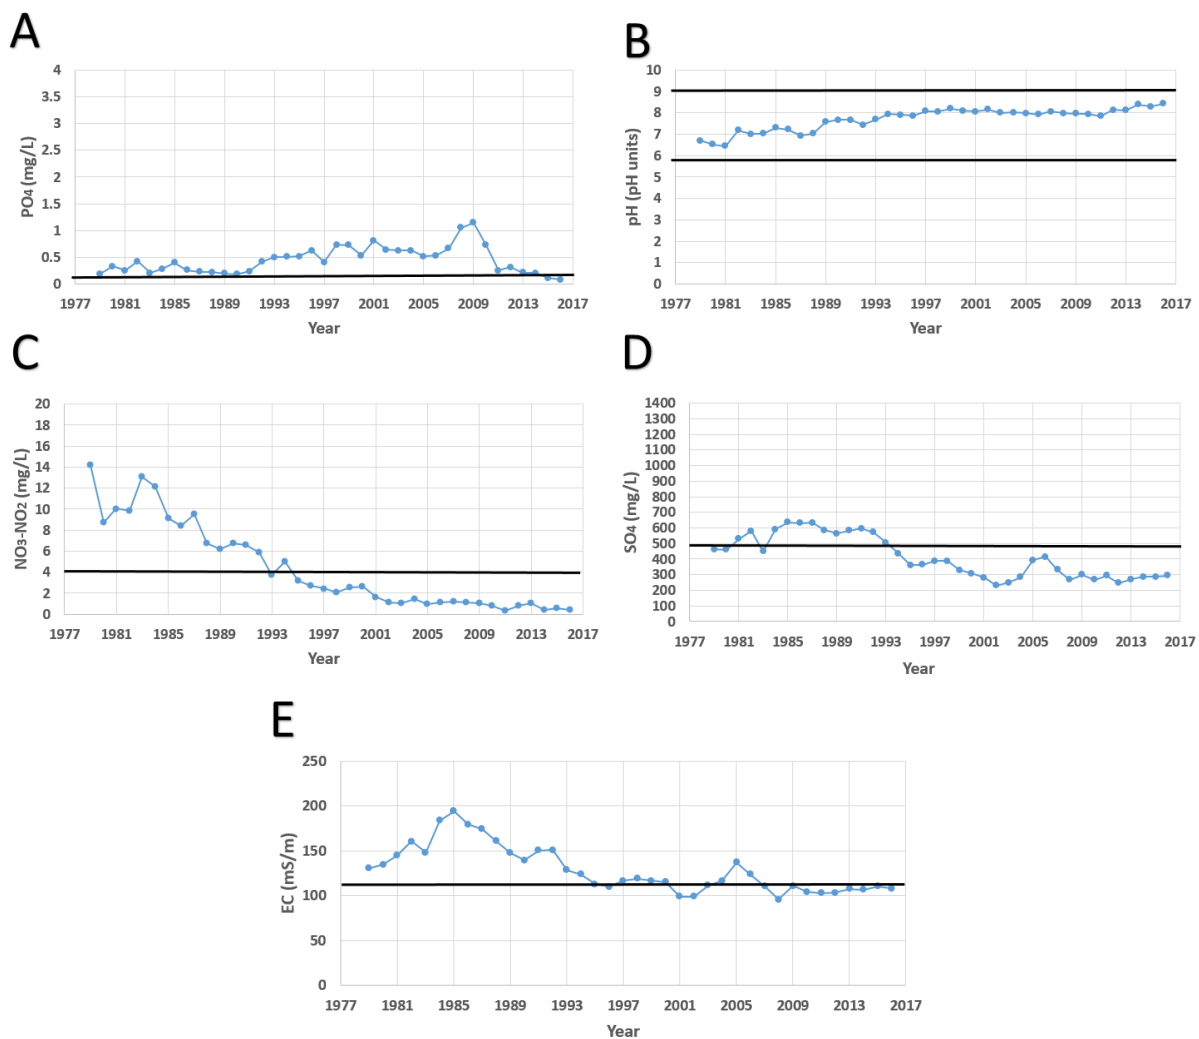 A
4
3.5
3
2.5
2
1.5
1
0.5
0
PO4 (mg/L)
1977 1981 1985 1989 1993 1997 2001 2005 2009 2013 2017
Year
B
10
9
8
7
6
5
4
3
2
1
0
pH (pH units)
1977 1981 1985 1989 1993 1997 2001 2005 2009 2013 2017
Year
C
20
18
16
14
12
10
8
6
4
2
0
NO3-NO2 (mg/L)
1977 1981 1985 1989 1993 1997 2001 2005 2009 2013 2017
Year
D
1400
1300
1200
1100
1000
900
800
700
600
500
400
300
200
100
0
SO4 (mg/L)
1977 1981 1985 1989 1993 1997 2001 2005 2009 2013 2017
Year
E
250
200
150
100
50
0
EC (mS/m)
1977 1981 1985 1989 1993 1997 2001 2005 2009 2013 2017
Year